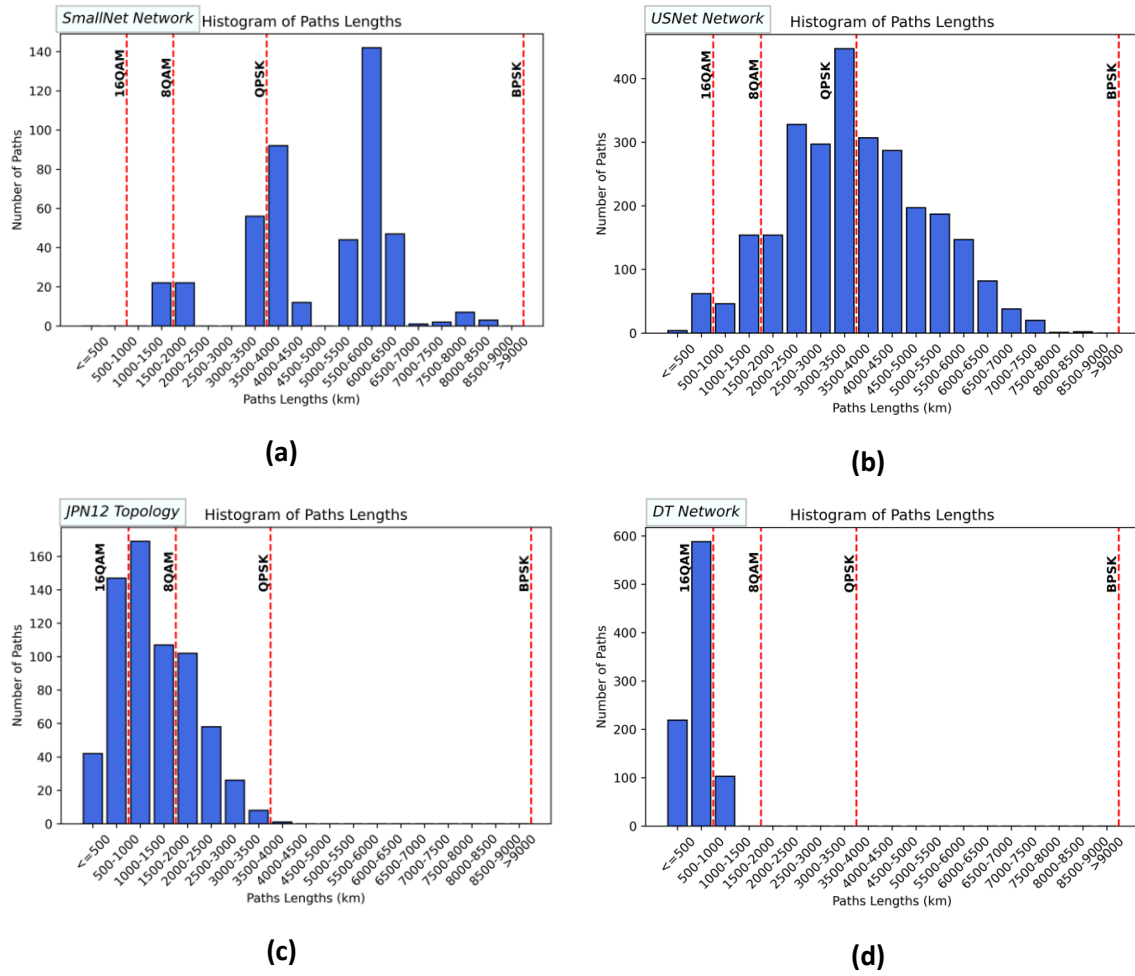 SmallNet Network
Histogram of Paths Lengths
Number of Paths
140
120
100
80
60
40
20
0
16QAM
8QAM
QPSK
BPSK
<=500
500-1000
1000-1500
1500-2000
2000-2500
2500-3000
3000-3500
3500-4000
4000-4500
4500-5000
5000-5500
5500-6000
6000-6500
6500-7000
7000-7500
7500-8000
8000-8500
8500-9000
>9000
Paths Lengths (km)
(a)
USNet Network
Histogram of Paths Lengths
Number of Paths
400
300
200
100
0
16QAM
8QAM
QPSK
BPSK
<=500
500-1000
1000-1500
1500-2000
2000-2500
2500-3000
3000-3500
3500-4000
4000-4500
4500-5000
5000-5500
5500-6000
6000-6500
6500-7000
7000-7500
7500-8000
8000-8500
8500-9000
>9000
Paths Lengths (km)
(b)
JPN12 Topology
Histogram of Paths Lengths
Number of Paths
160
140
120
100
80
60
40
20
0
16QAM
8QAM
QPSK
BPSK
<=500
500-1000
1000-1500
1500-2000
2000-2500
2500-3000
3000-3500
3500-4000
4000-4500
4500-5000
5000-5500
5500-6000
6000-6500
6500-7000
7000-7500
7500-8000
8000-8500
8500-9000
>9000
Paths Lengths (km)
(c)
DT Network
Histogram of Paths Lengths
Number of Paths
600
500
400
300
200
100
0
16QAM
8QAM
QPSK
BPSK
<=500
500-1000
1000-1500
1500-2000
2000-2500
2500-3000
3000-3500
3500-4000
4000-4500
4500-5000
5000-5500
5500-6000
6000-6500
6500-7000
7000-7500
7500-8000
8000-8500
8500-9000
>9000
Paths Lengths (km)
(d)